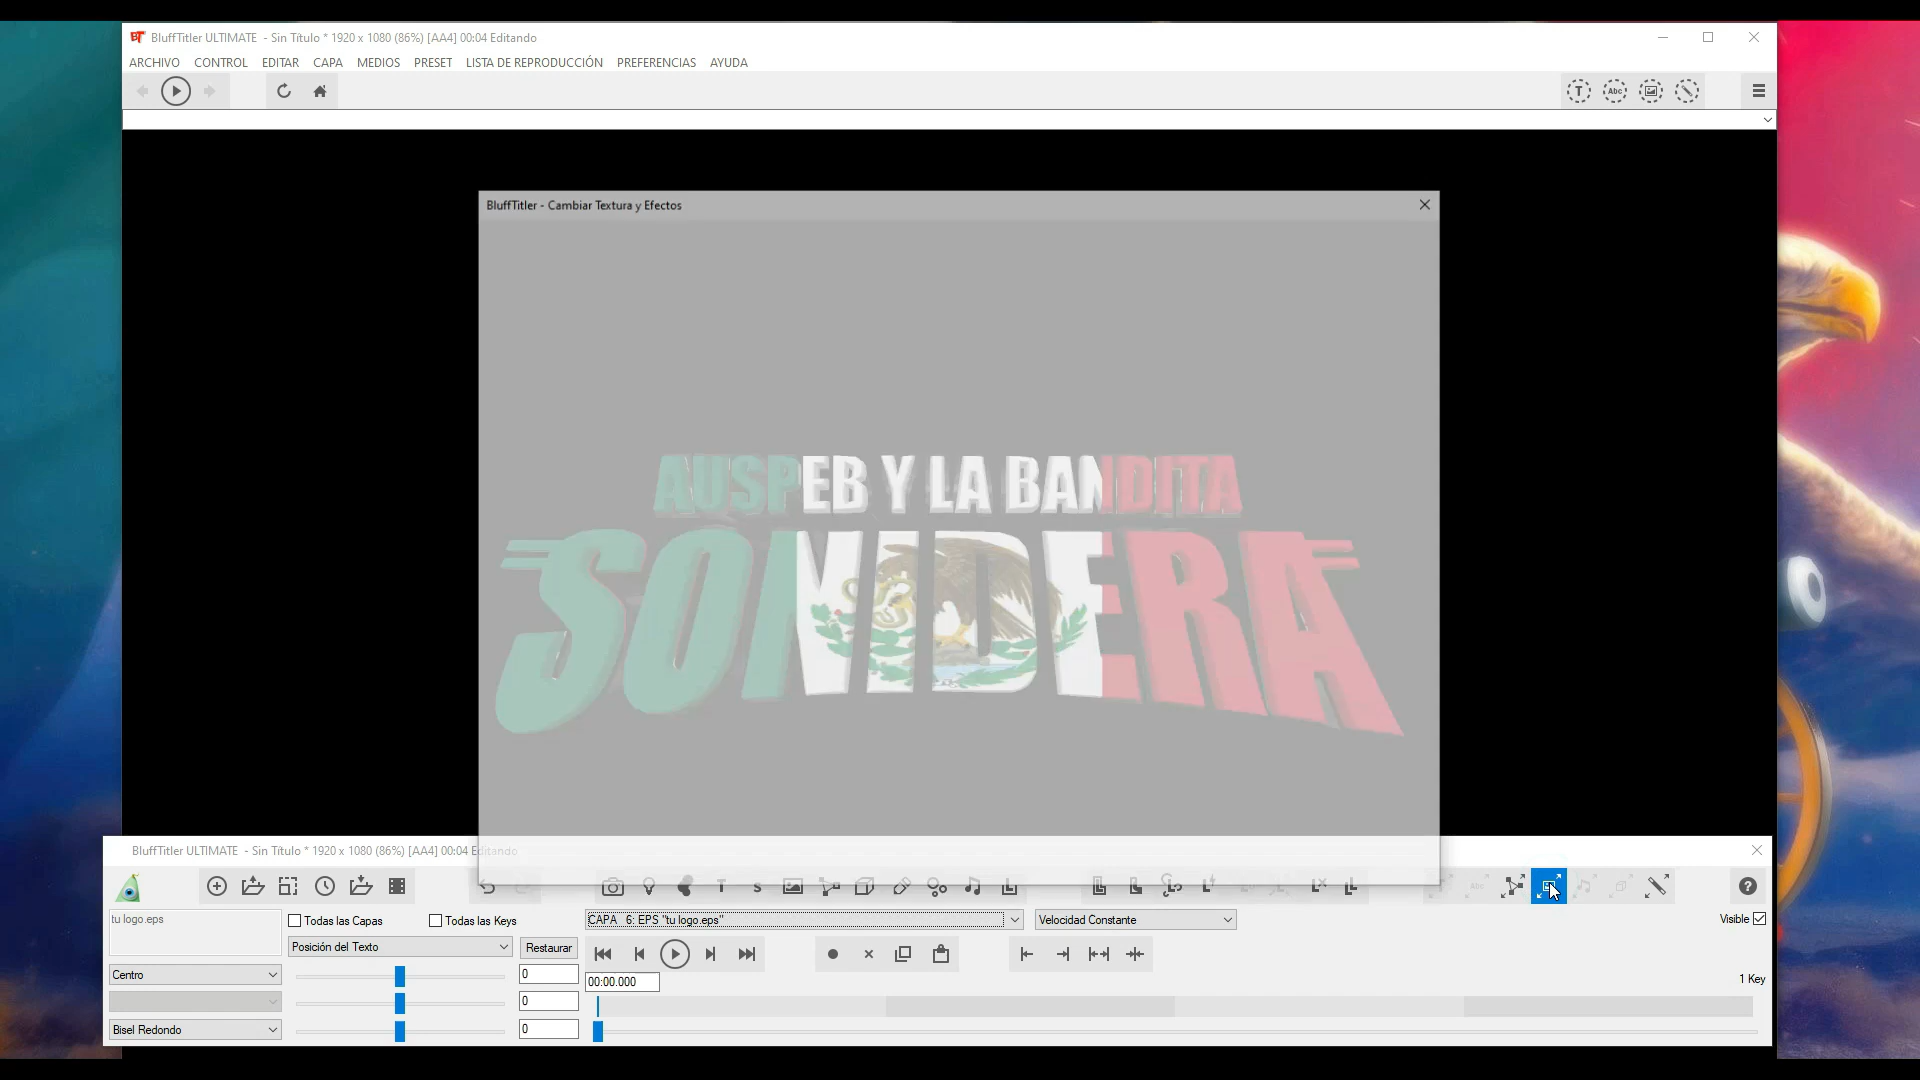 BluffTitler ULTIMATE - Sin Título * 1920 x 1080 (86%) [AA4] 00:04 Editando
ARCHIVO CONTROL EDITAR CAPA MEDIOS PRESET LISTA DE REPRODUCCIÓN PREFERENCIAS AYUDA
T Abc
BluffTitler - Cambiar Textura y Efectos
AUSPEB Y LA BANDITA
SONIDERA
BluffTitler ULTIMATE - Sin Título * 1920 x 1080 (86%) [AA4] 00:04 Editando
tu logo.eps
Todas las Capas
Todas las Keys
CAPA 6: EPS "tu logo.eps"
Velocidad Constante
Visible
Posición del Texto
Restaurar
Centro
0
00:00.000
1 Key
0
Bisel Redondo
0